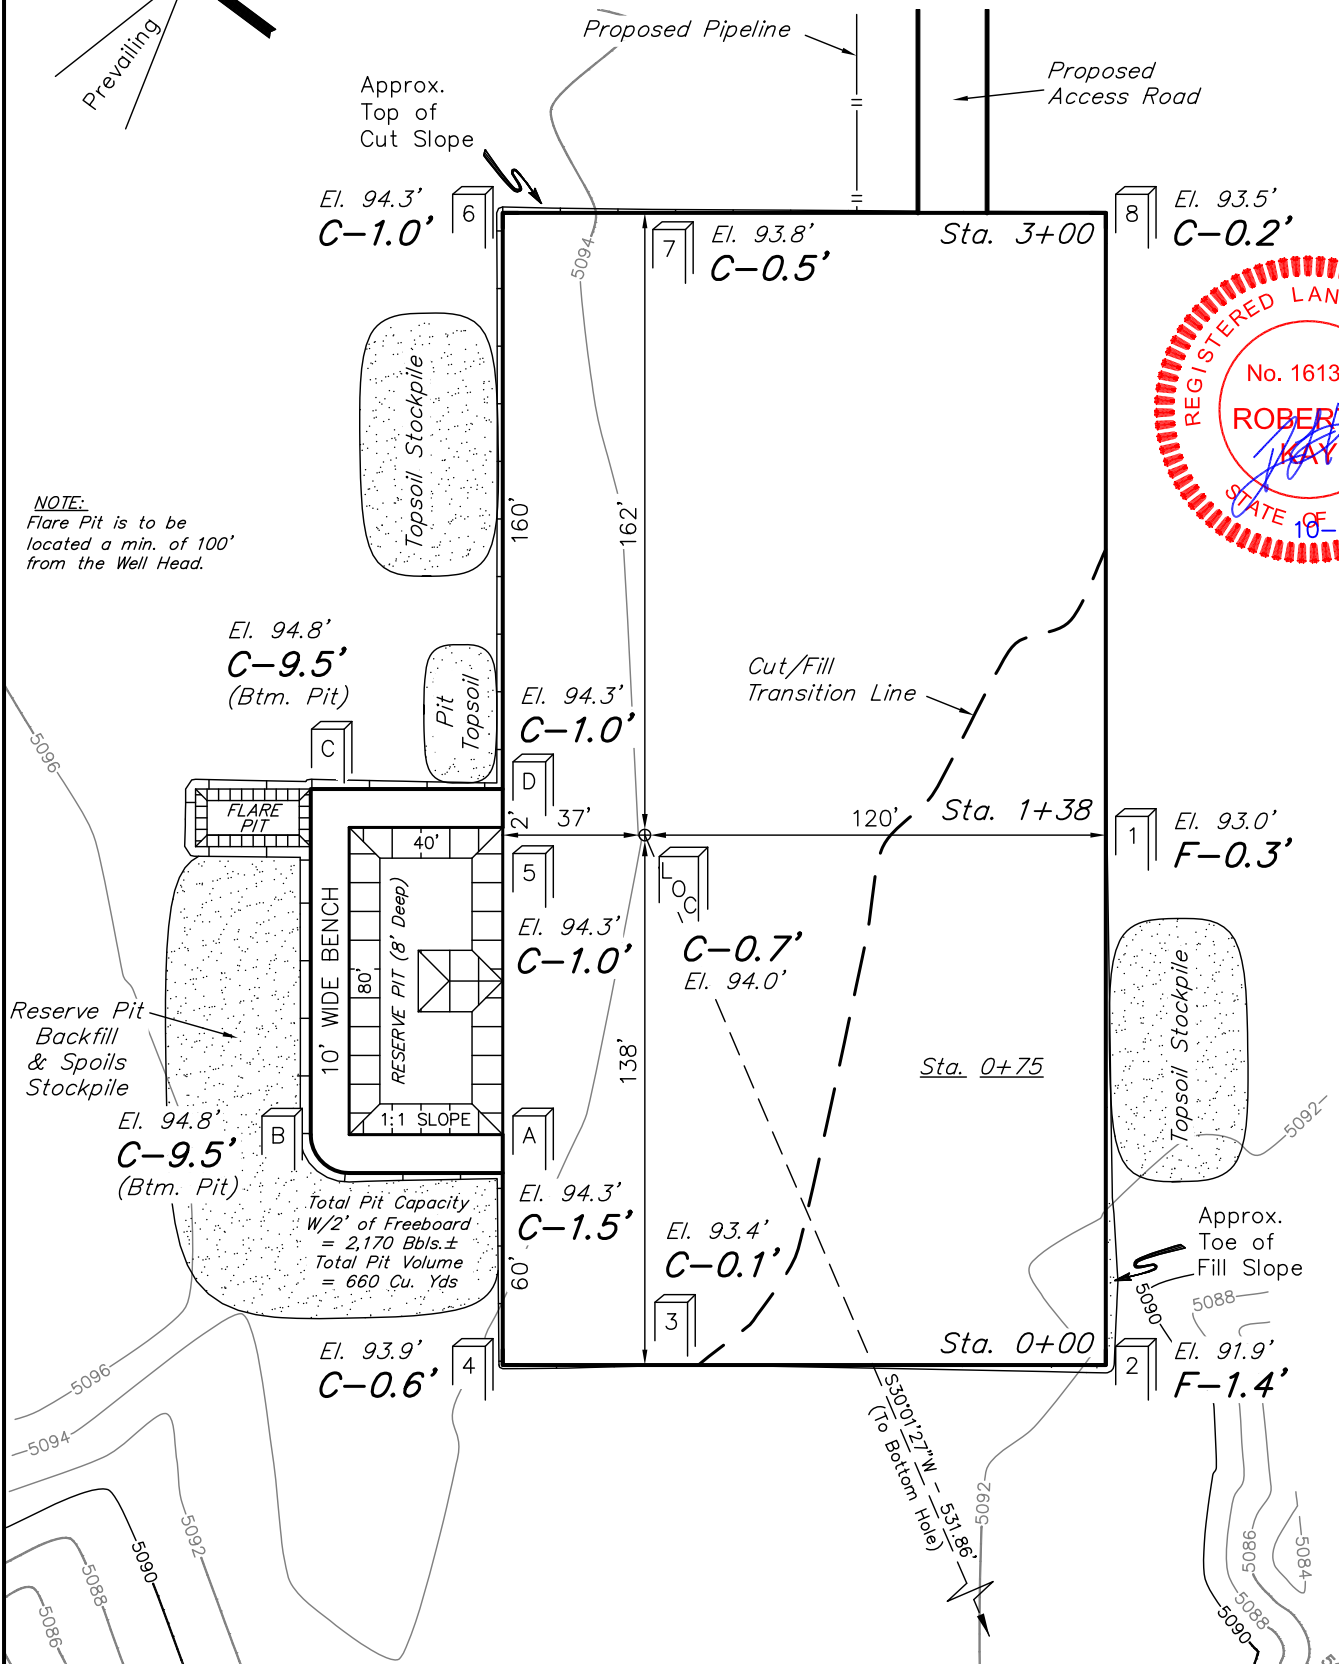 Prevailing
Proposed Pipeline
Proposed
Access Road
Approx.
Top of
Cut Slope
El. 94.3'
C-1.0'
6
5094
7
El. 93.8'
C-0.5'
Sta. 3+00
8
El. 93.5'
C-0.2'
REGISTERED LAN
No. 1613
ROBER
KAY
STATE OF
10-
Topsoil Stockpile
160'
162'
NOTE:
Flare Pit is to be
located a min. of 100'
from the Well Head.
El. 94.8'
C-9.5'
(Btm. Pit)
C
Pit
Topsoil
El. 94.3'
C-1.0'
D
Cut/Fill
Transition Line
5096
FLARE
PIT
40'
2'
37'
120'
Sta. 1+38
1
El. 93.0'
F-0.3'
5
LOC
El. 94.3'
C-1.0'
C-0.7'
El. 94.0'
10' WIDE BENCH
80'
RESERVE PIT (8' Deep)
1:1 SLOPE
Reserve Pit
Backfill
& Spoils
Stockpile
138'
Sta. 0+75
Topsoil Stockpile
5092
El. 94.8'
C-9.5'
(Btm. Pit)
B
A
El. 94.3'
C-1.5'
Total Pit Capacity
W/2' of Freeboard
= 2,170 Bbls.±
Total Pit Volume
= 660 Cu. Yds
60'
El. 93.4'
C-0.1'
3
Approx.
Toe of
Fill Slope
5090
5088
El. 93.9'
C-0.6'
4
Sta. 0+00
2
El. 91.9'
F-1.4'
5096
5094
S30°01'27"W - 531.86'
(To Bottom Hole)
5092
5092
5090
5088
5086
5086
5084
5088
5090